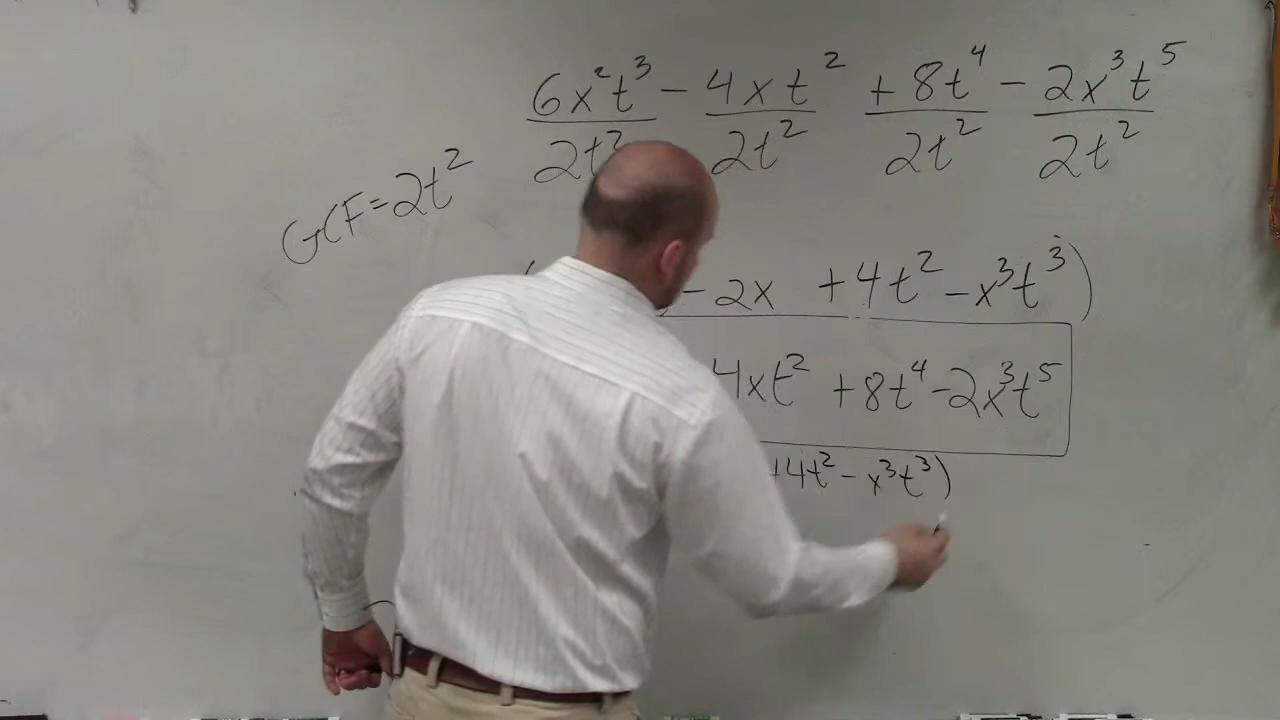 6x²t³ - 4xt² + 8t⁴ - 2x³t⁵
2t² 2t² 2t² 2t²
GCF = 2t²
( - 2x + 4t² - x³t³ )
4xt² + 8t⁴ - 2x³t⁵
+ 4t² - x³t³ )